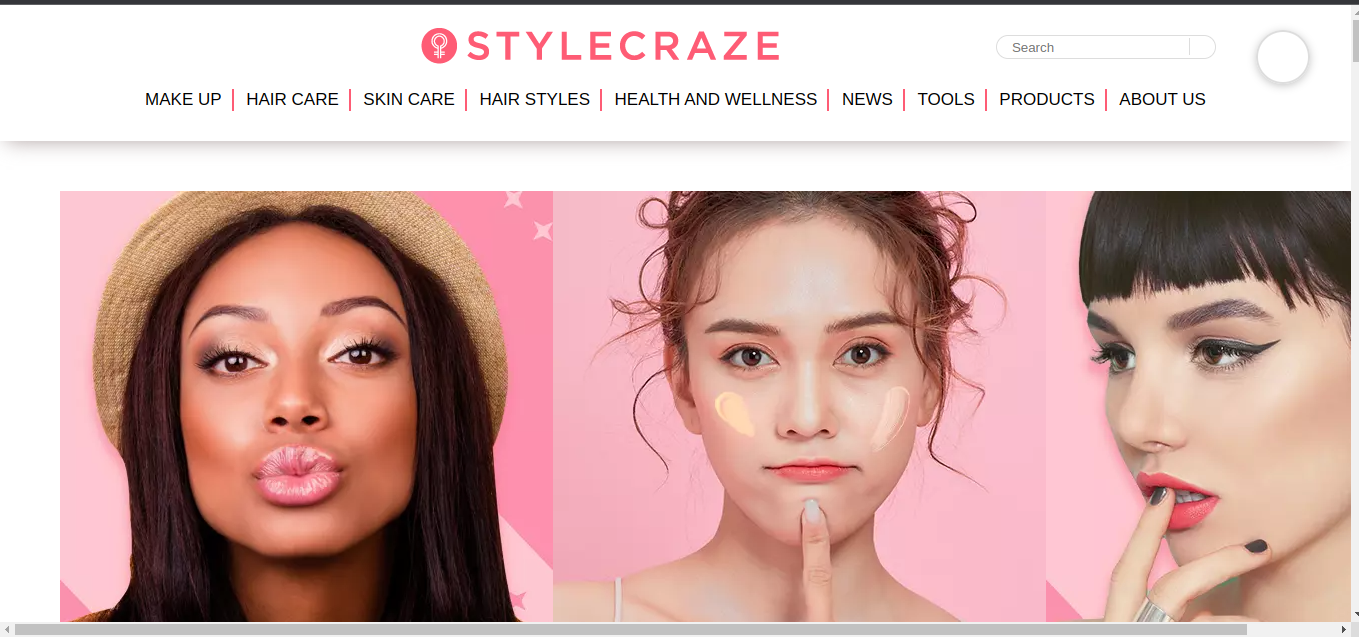 STYLECRAZE
Search
MAKE UP HAIR CARE SKIN CARE HAIR STYLES HEALTH AND WELLNESS NEWS TOOLS PRODUCTS ABOUT US